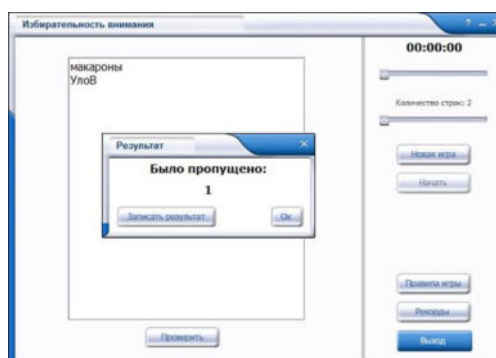 Избирательность внимания
? – ×
00:00:00
макароны
УлоВ
Количество строк: 2
Результат ×
Было пропущено:
1
Записать результат
Ок
Новая игра
Начать
Правила игры
Рекорды
Проверить
Выход